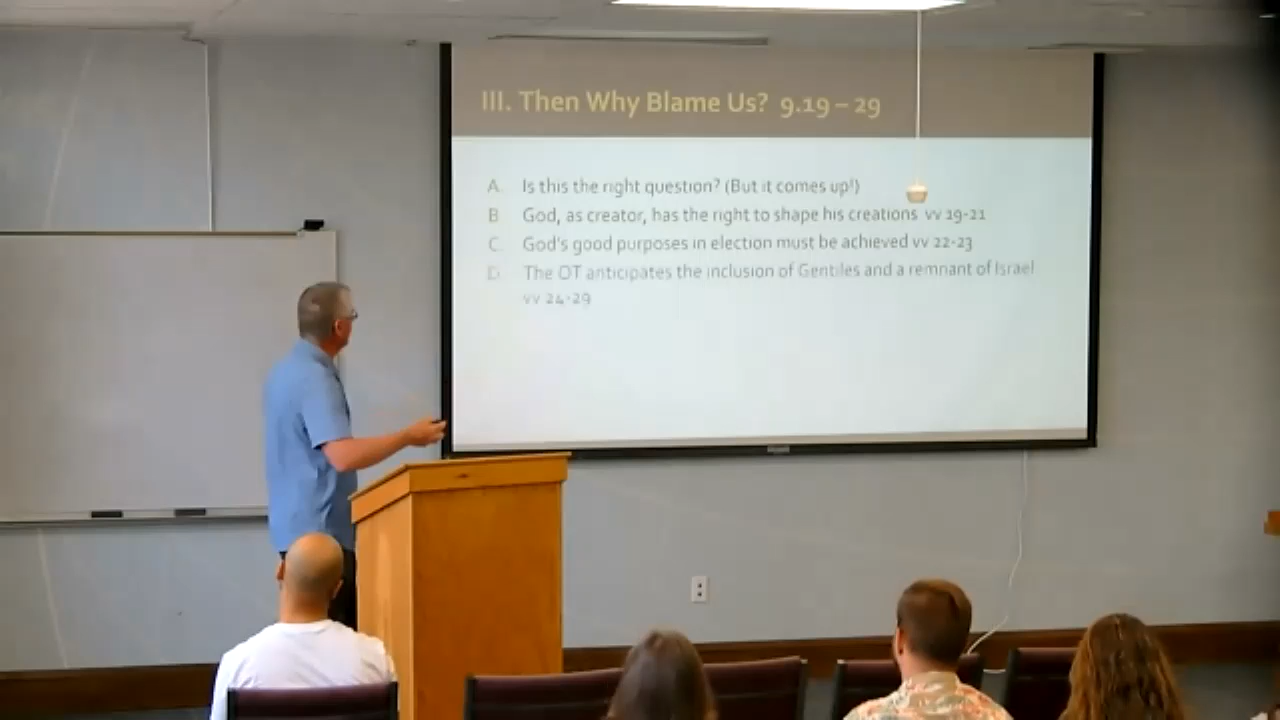 III. Then Why Blame Us? 9.19 – 29
A. Is this the right question? (But it comes up!)
B. God, as creator, has the right to shape his creations vv 19-21
C. God's good purposes in election must be achieved vv 22-23
D. The OT anticipates the inclusion of Gentiles and a remnant of Israel
vv 24-29